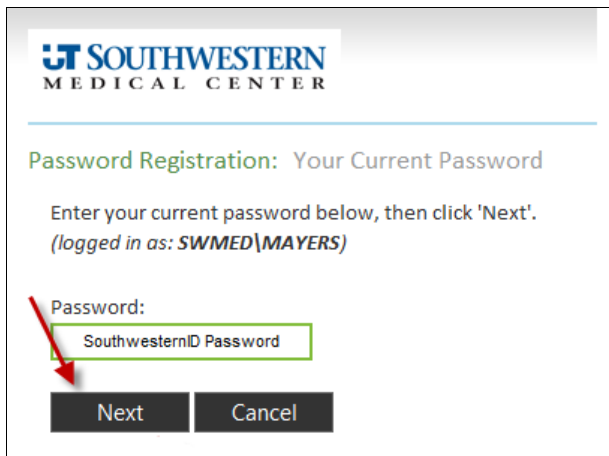 UT SOUTHWESTERN
MEDICAL CENTER
Password Registration: Your Current Password
Enter your current password below, then click 'Next'.
(logged in as: SWMED\MAYERS)
Password:
SouthwesternID Password
Next Cancel